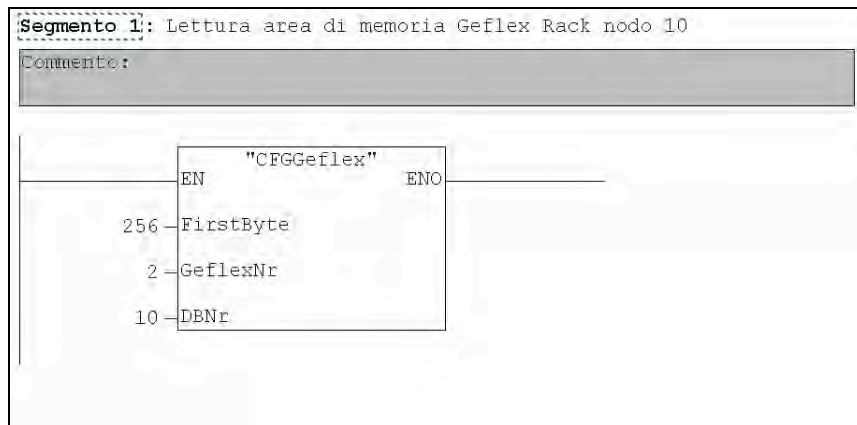 Segmento 1: Lettura area di memoria Geflex Rack nodo 10
Commento:
"CFGGeflex"
EN ENO
256 FirstByte
2 GeflexNr
10 DBNr